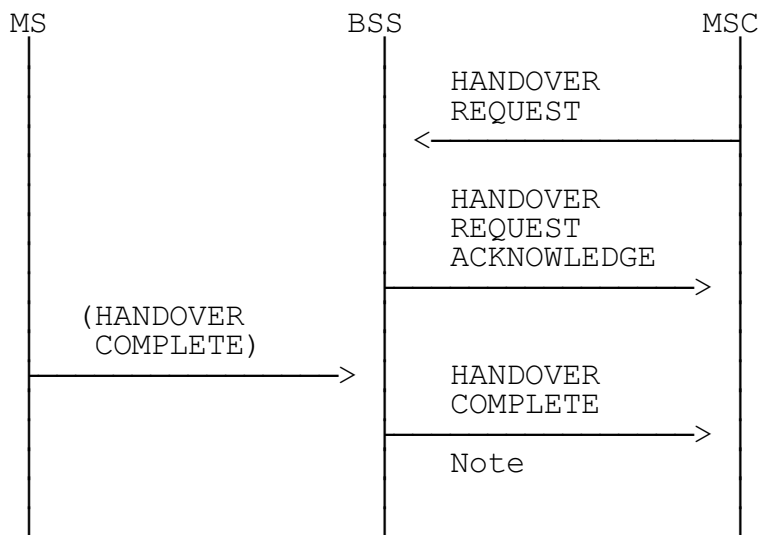 MS
BSS
MSC
HANDOVER
REQUEST
HANDOVER
REQUEST
ACKNOWLEDGE
(HANDOVER
COMPLETE)
HANDOVER
COMPLETE
Note